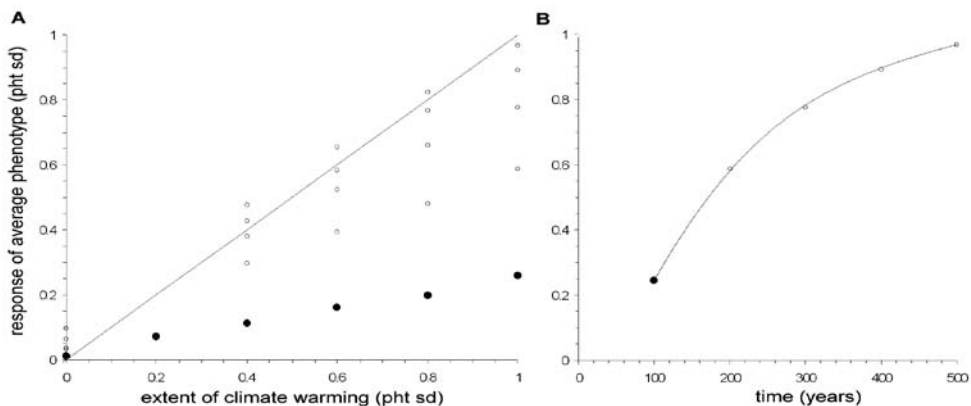 A
response of average phenotype (pht sd)
1
0.8
0.6
0.4
0.2
0
0 0.2 0.4 0.6 0.8 1
extent of climate warming (pht sd)
B
1
0.8
0.6
0.4
0.2
0
0 100 200 300 400 500
time (years)